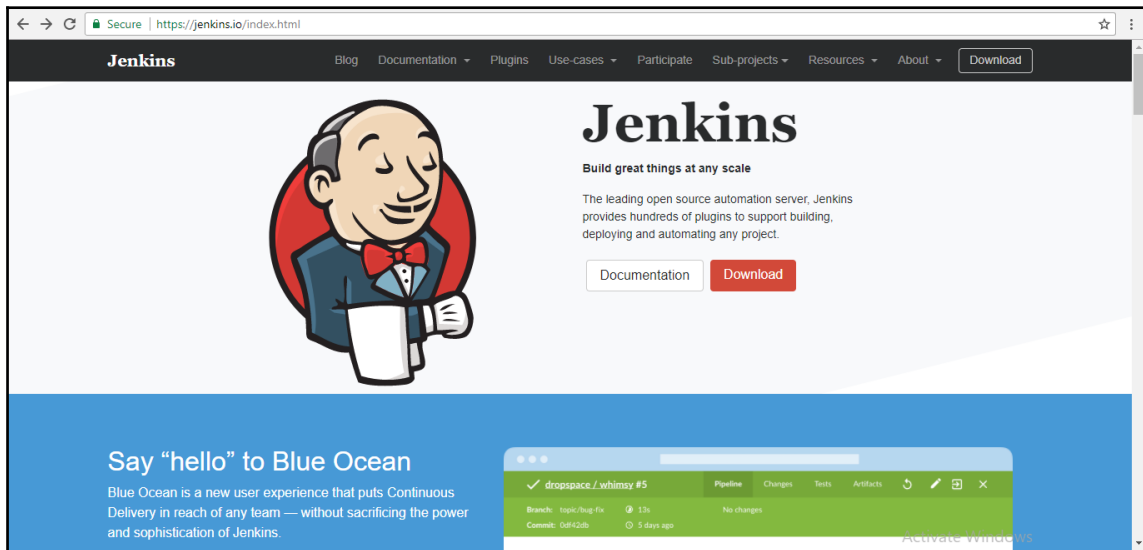 Secure | https://jenkins.io/index.html
Jenkins Blog Documentation Plugins Use-cases Participate Sub-projects Resources About Download
Jenkins
Build great things at any scale
The leading open source automation server, Jenkins
provides hundreds of plugins to support building,
deploying and automating any project.
Documentation Download
Say “hello” to Blue Ocean
Blue Ocean is a new user experience that puts Continuous
Delivery in reach of any team — without sacrificing the power
and sophistication of Jenkins.
dropspace / whimsy #5 Pipeline Changes Tests Artifacts
Branch: topic/bug-fix 13s No changes
Commit: 0df42db 5 days ago
Activate Windows